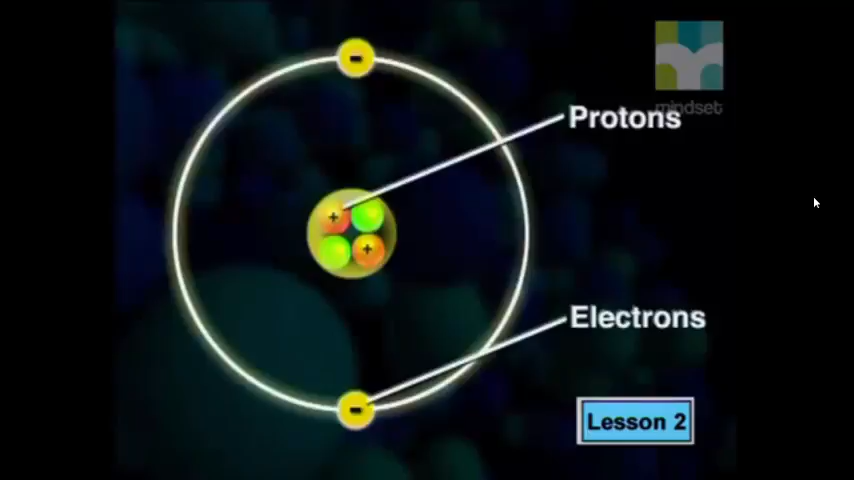 mindset
Protons
Electrons
Lesson 2
-
+
+
-